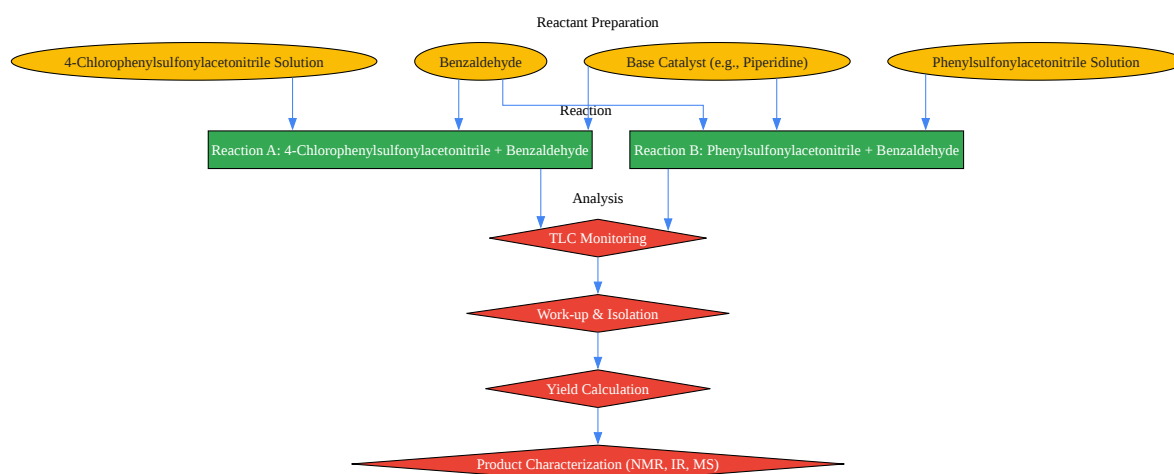 Reactant Preparation
4-Chlorophenylsulfonylacetonitrile Solution
Benzaldehyde
Base Catalyst (e.g., Piperidine)
Phenylsulfonylacetonitrile Solution
Reaction
Reaction A: 4-Chlorophenylsulfonylacetonitrile + Benzaldehyde
Reaction B: Phenylsulfonylacetonitrile + Benzaldehyde
Analysis
TLC Monitoring
Work-up & Isolation
Yield Calculation
Product Characterization (NMR, IR, MS)